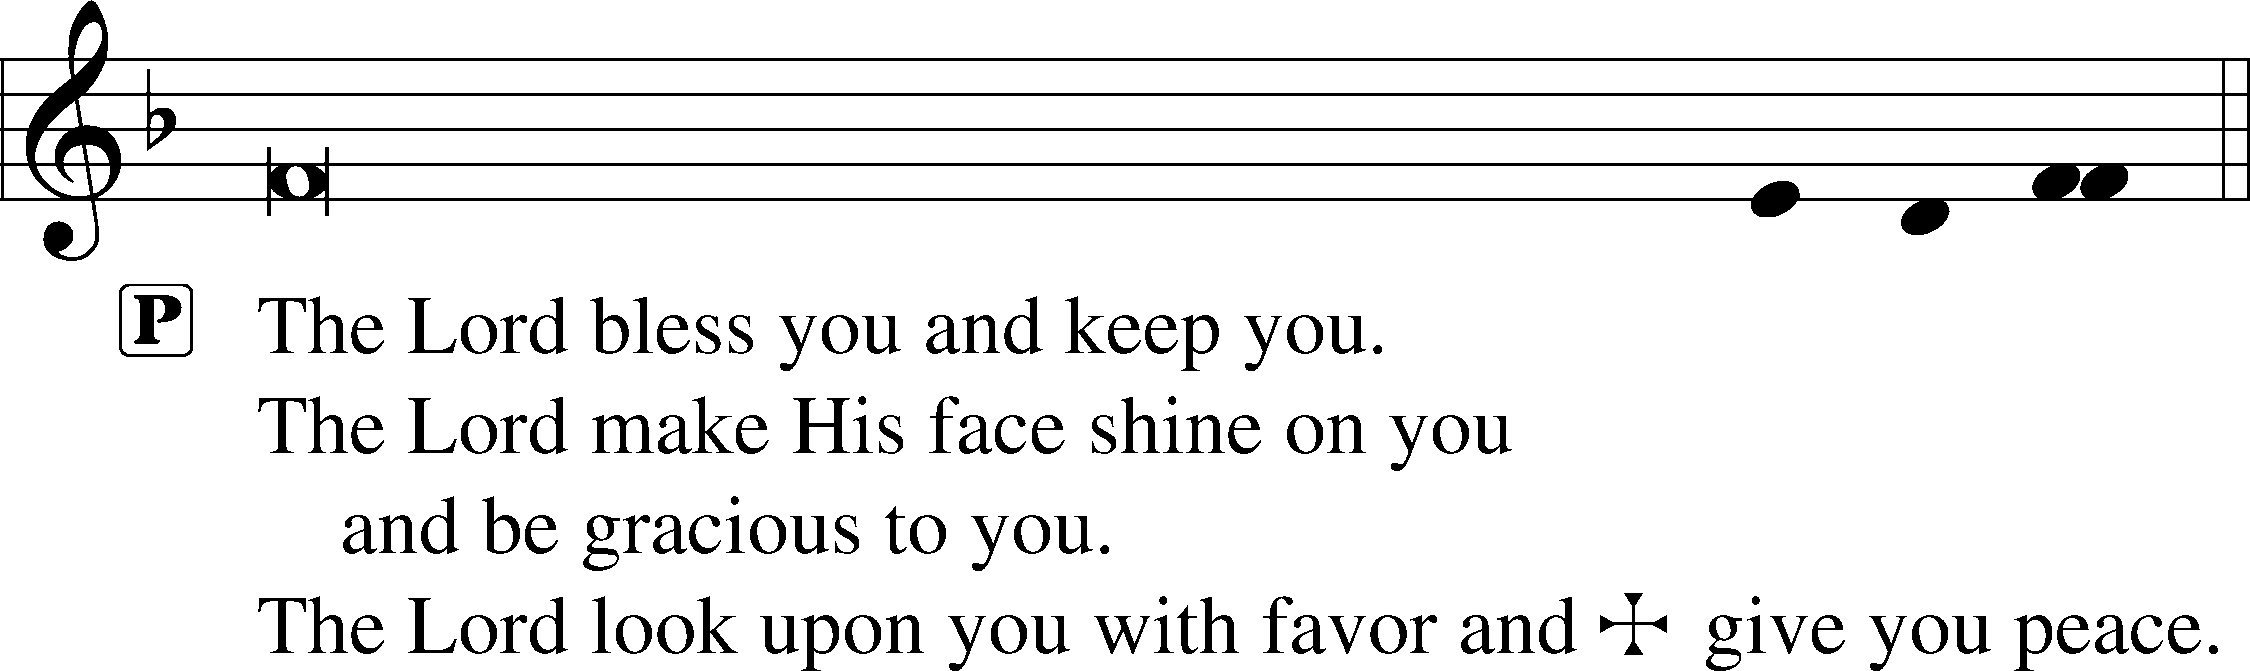 P The Lord bless you and keep you.
The Lord make His face shine on you
and be gracious to you.
The Lord look upon you with favor and ☩ give you peace.